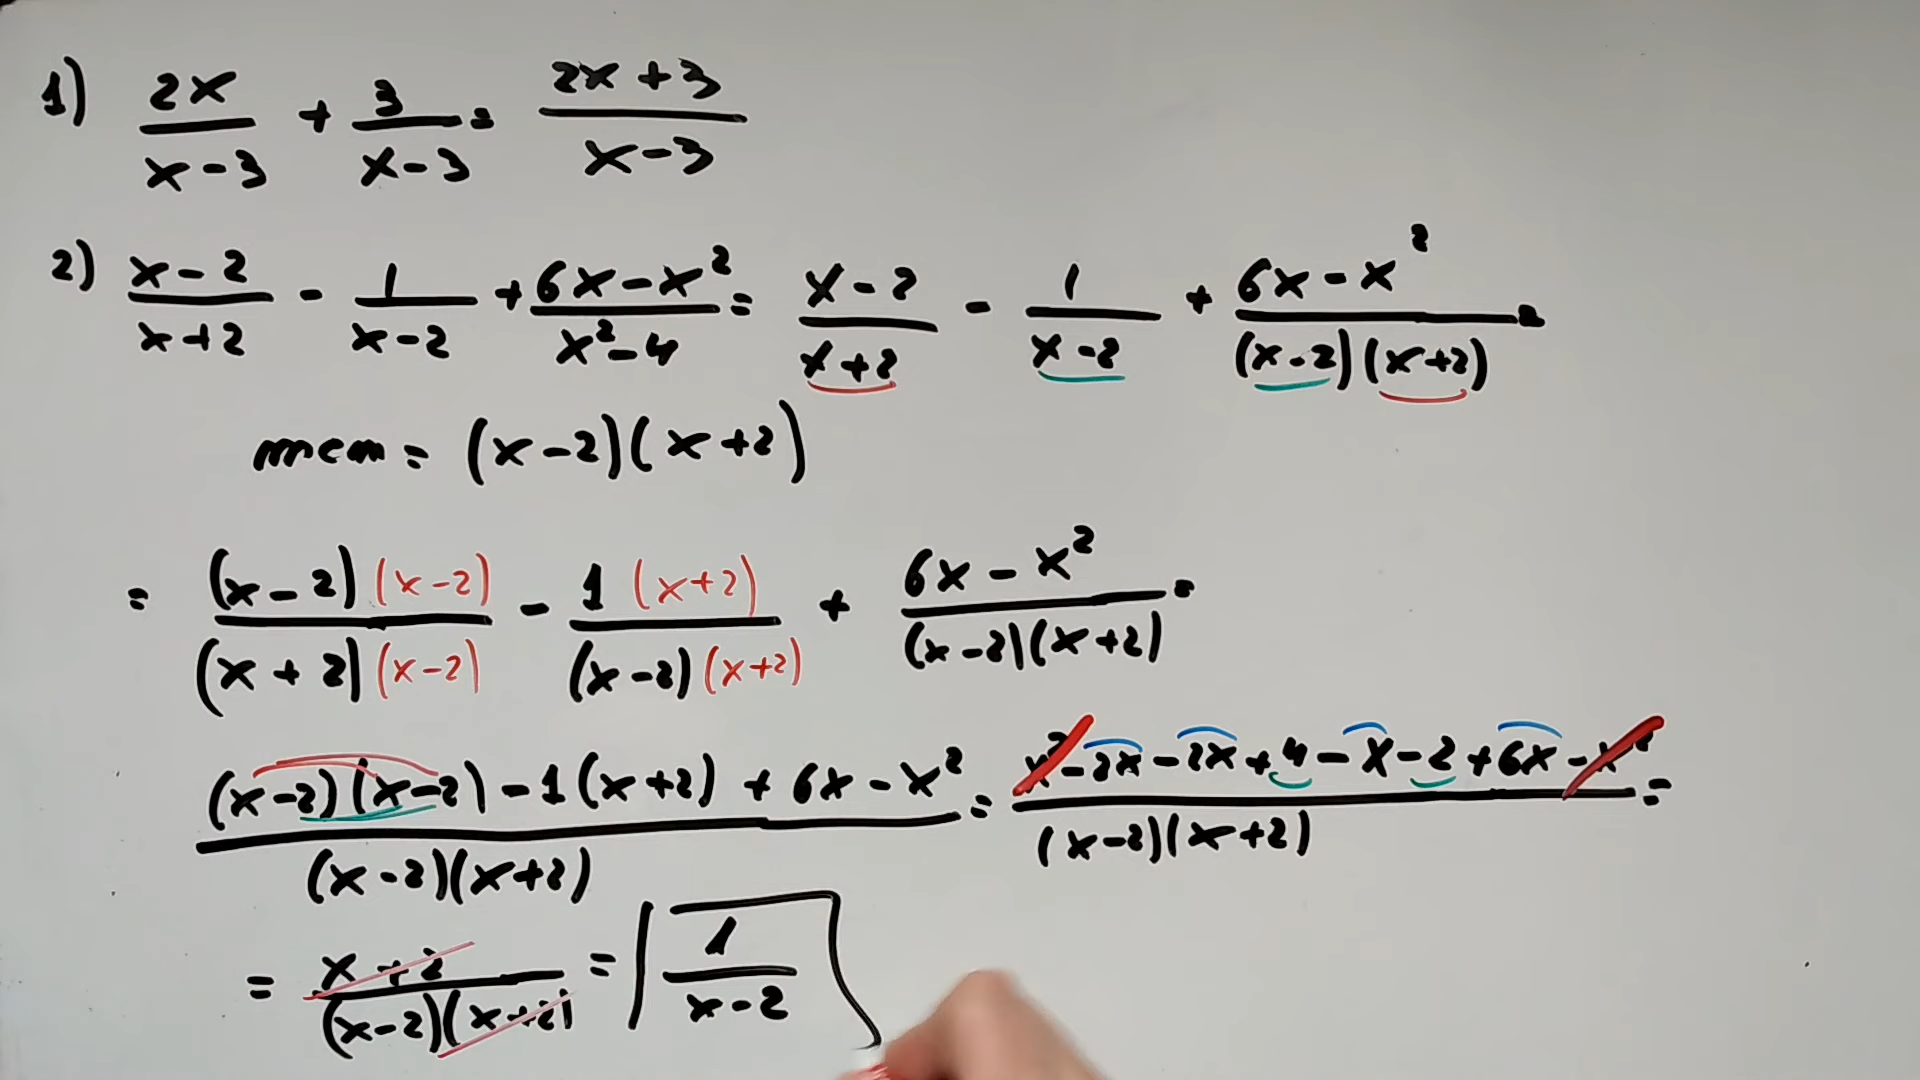 1) 2x/(x-3) + 3/(x-3) = (2x+3)/(x-3)
2) (x-2)/(x+2) - 1/(x-2) + (6x-x²)/(x²-4) = (x-2)/(x+2) - 1/(x-2) + (6x-x²)/((x-2)(x+2)) =
mcm = (x-2)(x+2)
= ((x-2)(x-2))/((x+2)(x-2)) - (1(x+2))/((x-2)(x+2)) + (6x-x²)/((x-2)(x+2)) =
((x-2)(x-2)-1(x+2)+6x-x²)/((x-2)(x+2)) = (x²-2x-2x+4-x-2+6x-x²)/((x-2)(x+2)) =
= (x+2)/((x-2)(x+2)) = 1/(x-2)